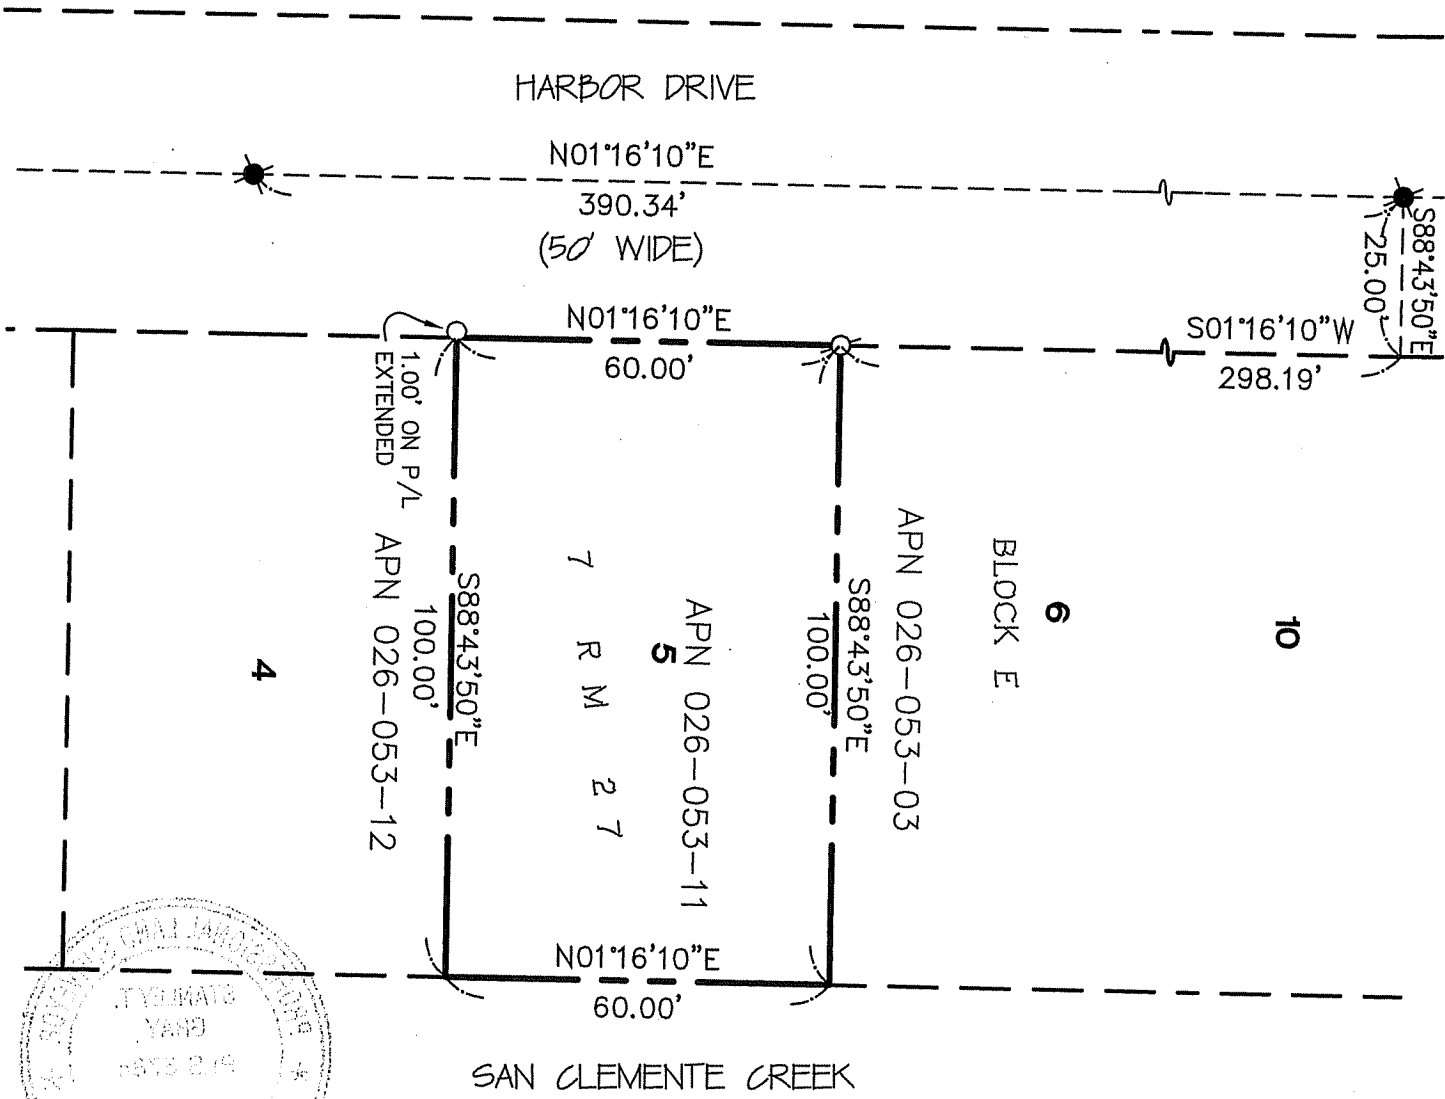 HARBOR DRIVE
N01°16'10"E
390.34'
(50' WIDE)
S88°43'50"E
25.00'
N01°16'10"E
60.00'
S01°16'10"W
298.19'
1.00' ON P/L
EXTENDED
APN 026-053-12
S88°43'50"E
100.00'
4
7 RM 27
5
APN 026-053-11
S88°43'50"E
100.00'
APN 026-053-03
BLOCK E
6
10
N01°16'10"E
60.00'
SAN CLEMENTE CREEK
STANLEY T.
GRAY